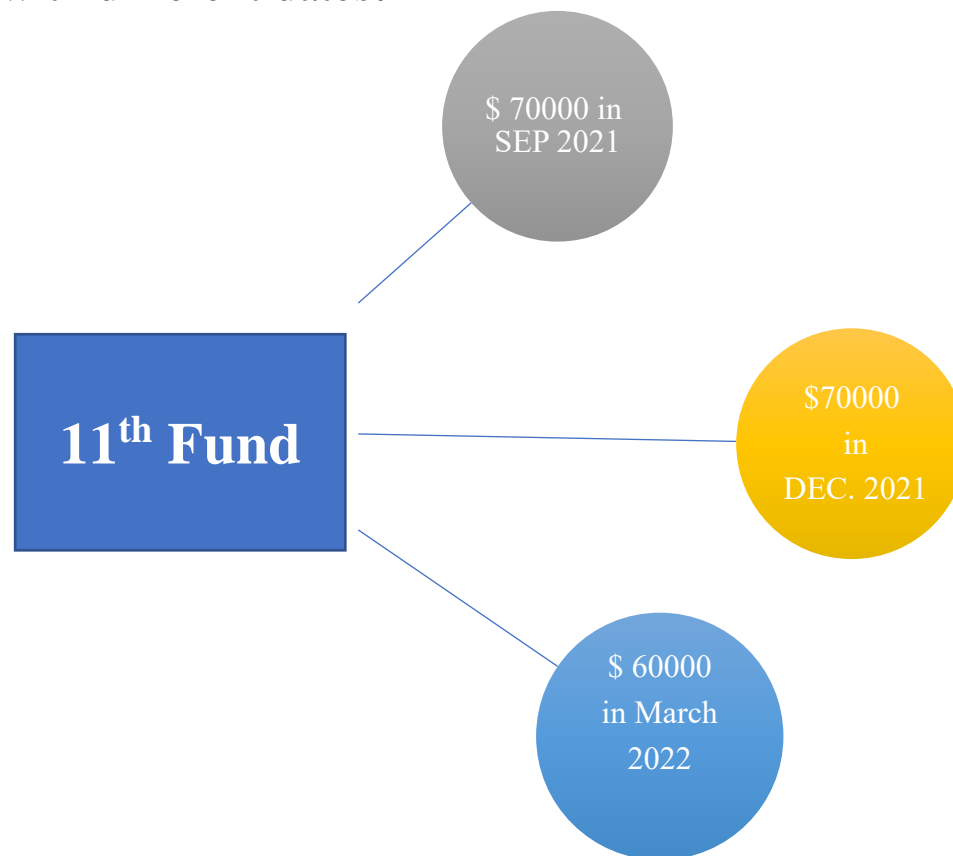 $ 70000 in
SEP 2021
11th Fund
$70000
in
DEC. 2021
$ 60000
in March
2022